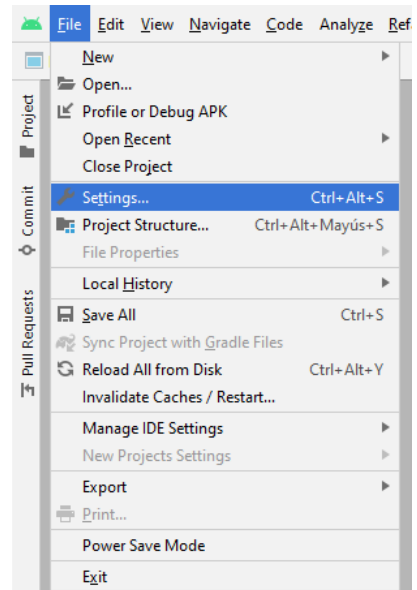 File Edit View Navigate Code Analyze Refa
New
Open...
Profile or Debug APK
Open Recent
Close Project
Settings... Ctrl+Alt+S
Project Structure... Ctrl+Alt+Mayús+S
File Properties
Local History
Save All Ctrl+S
Sync Project with Gradle Files
Reload All from Disk Ctrl+Alt+Y
Invalidate Caches / Restart...
Manage IDE Settings
New Projects Settings
Export
Print...
Power Save Mode
Exit
Project
Commit
Pull Requests